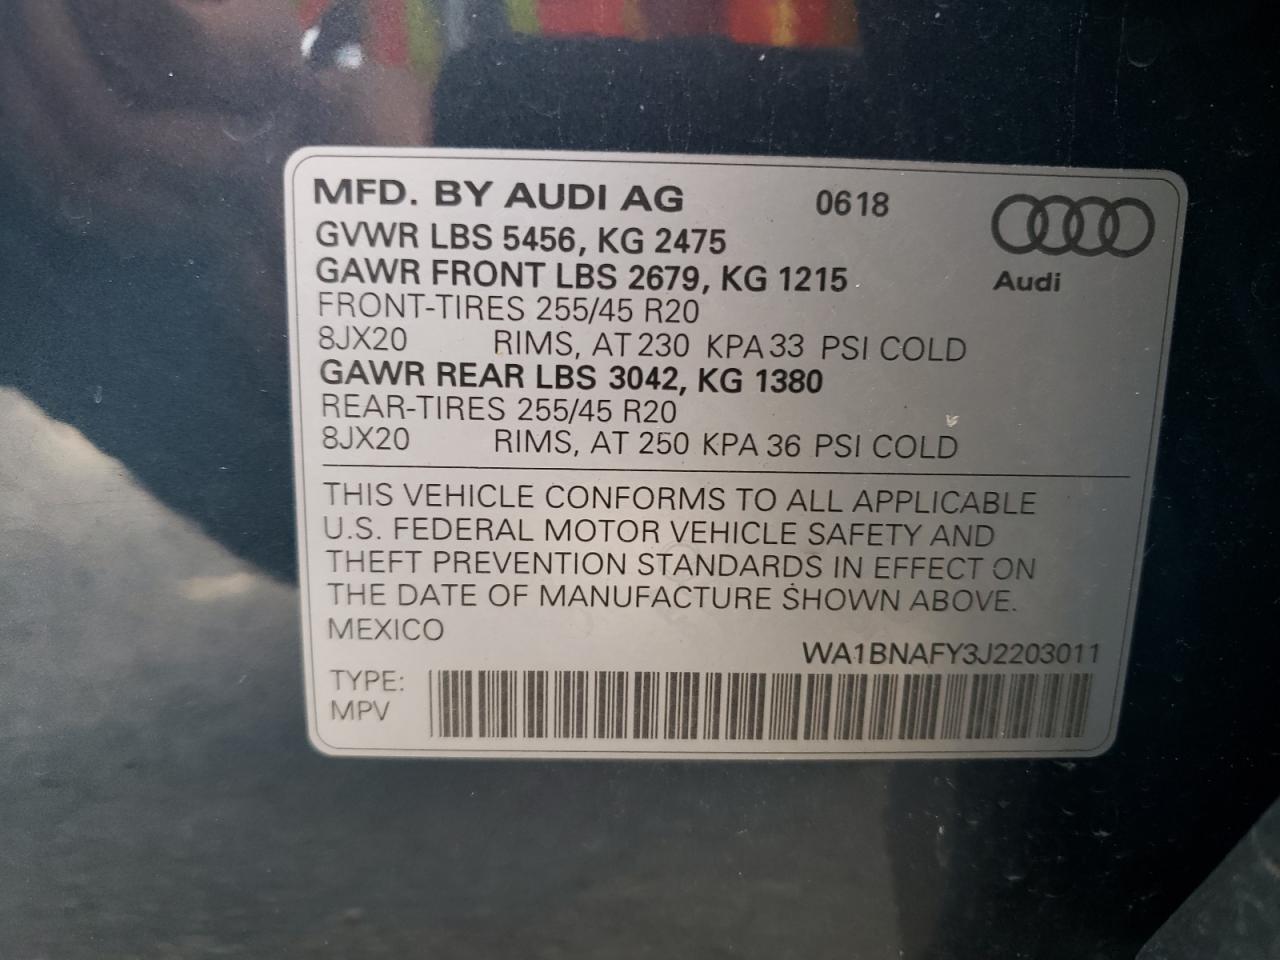 MFD. BY AUDI AG 0618
GVWR LBS 5456, KG 2475
GAWR FRONT LBS 2679, KG 1215
Audi
FRONT-TIRES 255/45 R20
8JX20 RIMS, AT 230 KPA 33 PSI COLD
GAWR REAR LBS 3042, KG 1380
REAR-TIRES 255/45 R20
8JX20 RIMS, AT 250 KPA 36 PSI COLD
THIS VEHICLE CONFORMS TO ALL APPLICABLE
U.S. FEDERAL MOTOR VEHICLE SAFETY AND
THEFT PREVENTION STANDARDS IN EFFECT ON
THE DATE OF MANUFACTURE SHOWN ABOVE.
MEXICO
WA1BNAFY3J2203011
TYPE:
MPV